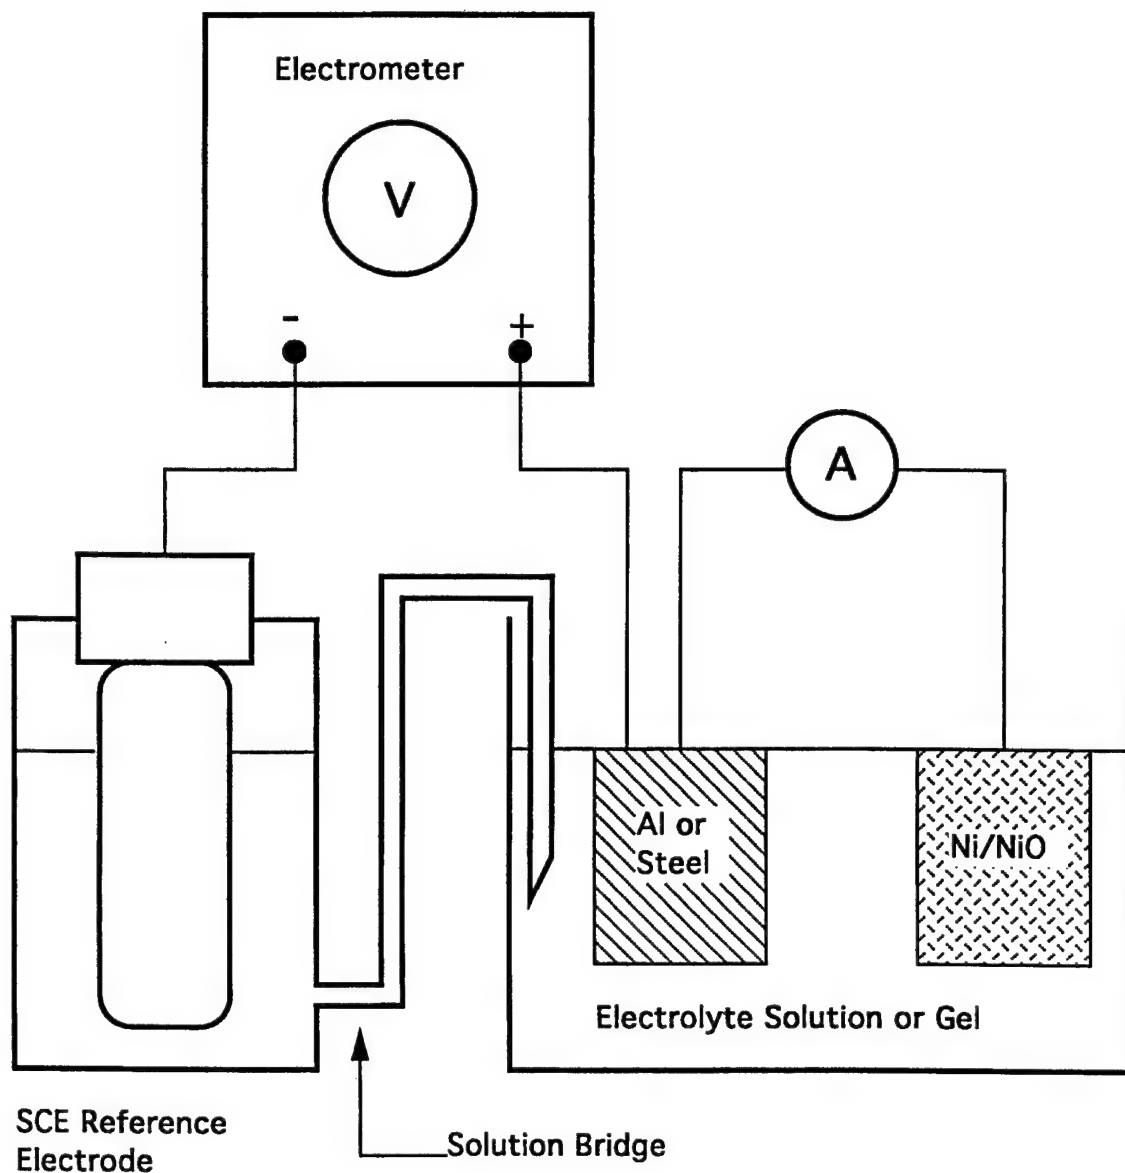 Electrometer
V
-
+
A
Al or
Steel
Ni/NiO
Electrolyte Solution or Gel
SCE Reference
Electrode
Solution Bridge